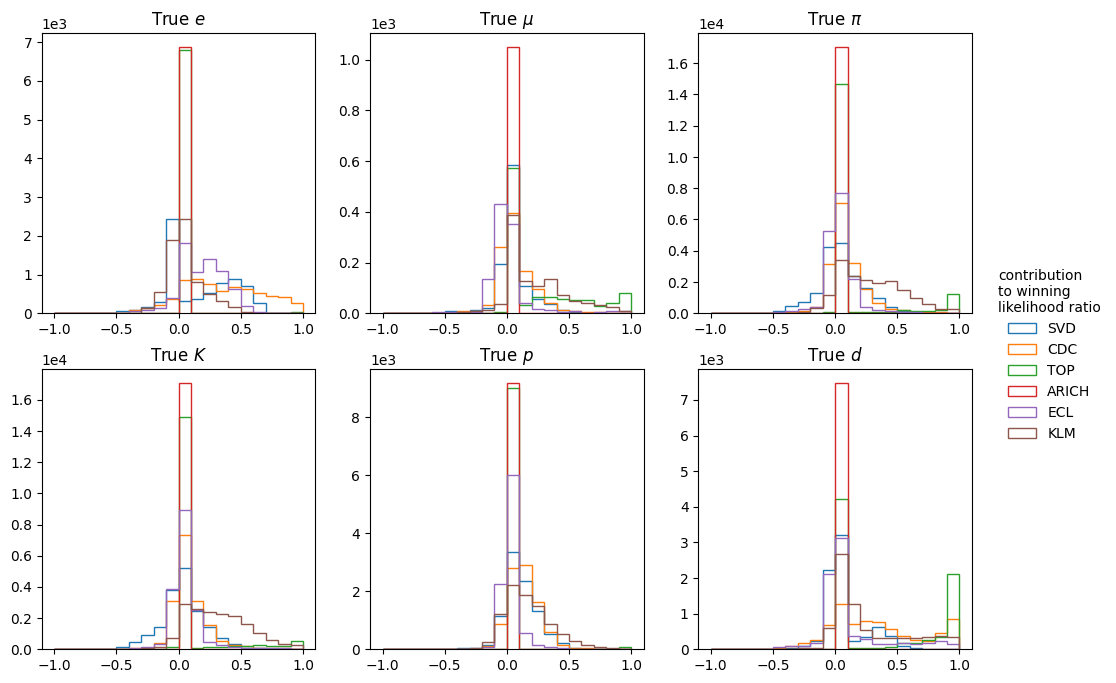 True e
1e3
7
6
5
4
3
2
1
0
−1.0 −0.5 0.0 0.5 1.0
True μ
1e3
1.0
0.8
0.6
0.4
0.2
0.0
−1.0 −0.5 0.0 0.5 1.0
True π
1e4
1.6
1.4
1.2
1.0
0.8
0.6
0.4
0.2
0.0
−1.0 −0.5 0.0 0.5 1.0
True K
1e4
1.6
1.4
1.2
1.0
0.8
0.6
0.4
0.2
0.0
−1.0 −0.5 0.0 0.5 1.0
True p
1e3
8
6
4
2
0
−1.0 −0.5 0.0 0.5 1.0
True d
1e3
7
6
5
4
3
2
1
0
−1.0 −0.5 0.0 0.5 1.0
contribution
to winning
likelihood ratio
SVD
CDC
TOP
ARICH
ECL
KLM